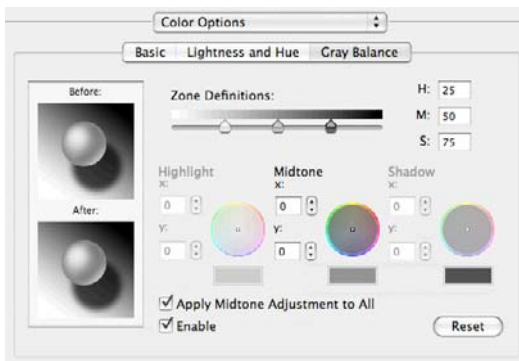 Color Options
Basic Lightness and Hue Gray Balance
Before:
After:
Zone Definitions:
H: 25
M: 50
S: 75
Highlight Midtone Shadow
x: x: x:
0 0 0
y: y: y:
0 0 0
Apply Midtone Adjustment to All
Enable
Reset